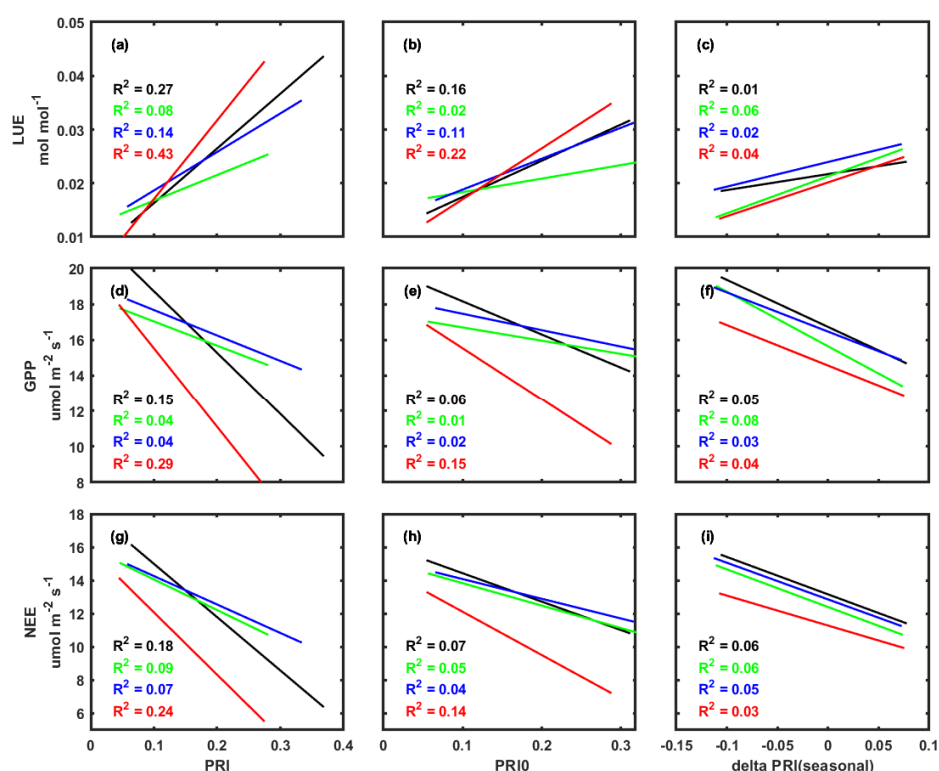 0.05
0.04
0.03
0.02
0.01
LUE
mol mol⁻¹
(a)
R² = 0.27
R² = 0.08
R² = 0.14
R² = 0.43
(b)
R² = 0.16
R² = 0.02
R² = 0.11
R² = 0.22
(c)
R² = 0.01
R² = 0.06
R² = 0.02
R² = 0.04
20
18
16
14
12
10
8
GPP
umol m⁻² s⁻¹
(d)
R² = 0.15
R² = 0.04
R² = 0.04
R² = 0.29
(e)
R² = 0.06
R² = 0.01
R² = 0.02
R² = 0.15
(f)
R² = 0.05
R² = 0.08
R² = 0.03
R² = 0.04
18
16
14
12
10
8
6
NEE
umol m⁻² s⁻¹
(g)
R² = 0.18
R² = 0.09
R² = 0.07
R² = 0.24
(h)
R² = 0.07
R² = 0.05
R² = 0.04
R² = 0.14
(i)
R² = 0.06
R² = 0.06
R² = 0.05
R² = 0.03
0 0.1 0.2 0.3 0.4
PRI
0 0.1 0.2 0.3
PRI0
-0.15 -0.1 -0.05 0 0.05 0.1
delta PRI(seasonal)